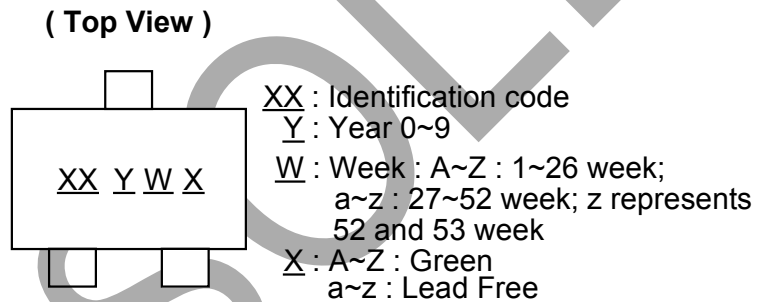 ( Top View )
XX Y W X
XX : Identification code
Y : Year 0~9
W : Week : A~Z : 1~26 week;
a~z : 27~52 week; z represents
52 and 53 week
X : A~Z : Green
a~z : Lead Free